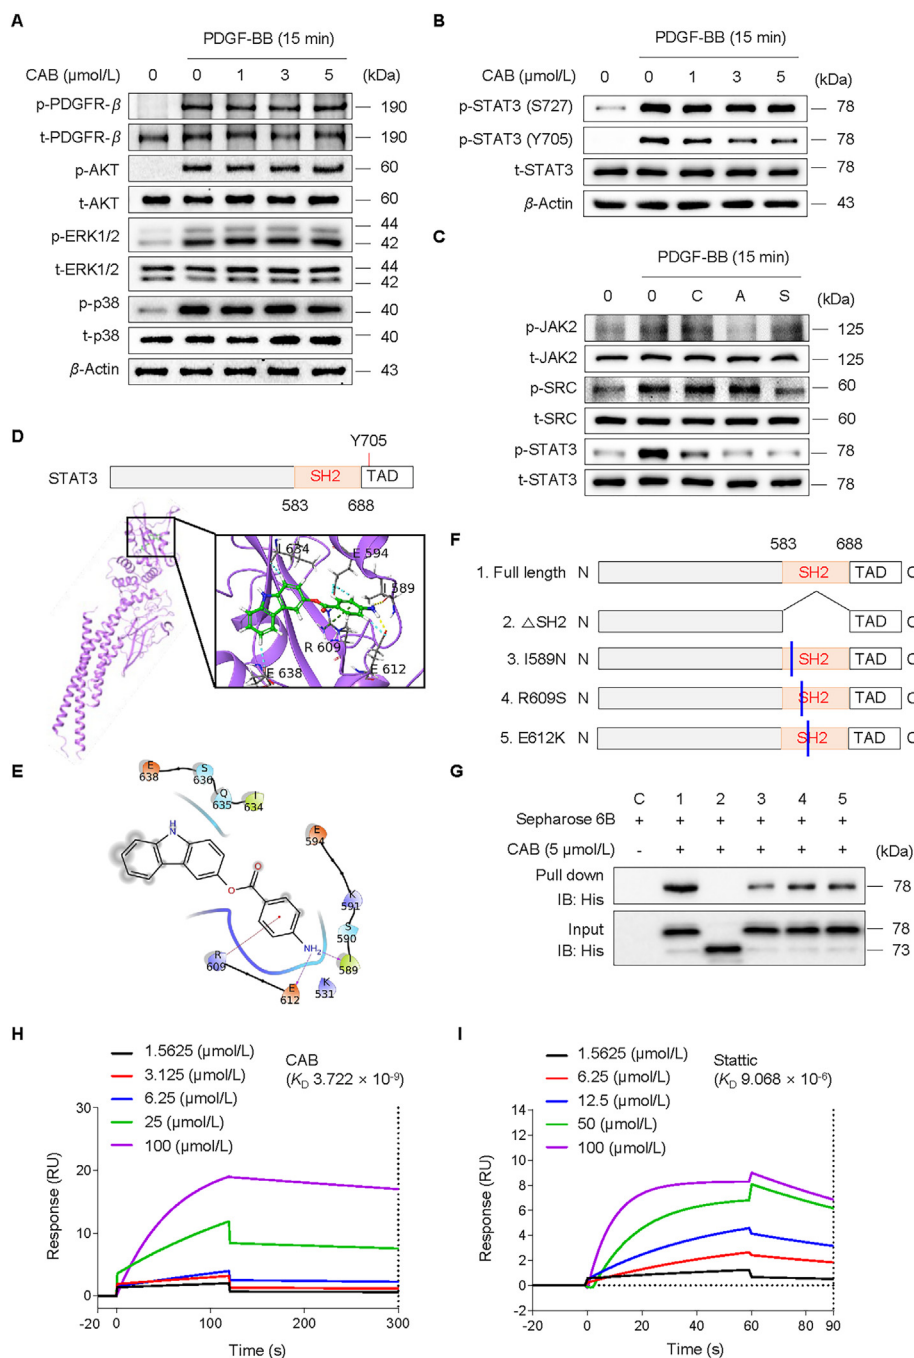 A
PDGF-BB (15 min)
CAB (µmol/L) 0 0 1 3 5 (kDa)
p-PDGFR-β 190
t-PDGFR-β 190
p-AKT 60
t-AKT 60
p-ERK1/2 44
42
t-ERK1/2 44
42
p-p38 40
t-p38 40
β-Actin 43
B
PDGF-BB (15 min)
CAB (µmol/L) 0 0 1 3 5 (kDa)
p-STAT3 (S727) 78
p-STAT3 (Y705) 78
t-STAT3 78
β-Actin 43
C
PDGF-BB (15 min)
0 0 C A S (kDa)
p-JAK2 125
t-JAK2 125
p-SRC 60
t-SRC 60
p-STAT3 78
t-STAT3 78
D
Y705
STAT3 SH2 TAD
583 688
I 634
E 594
I 589
R 609
E 638
E 612
E
E 638
S 636
Q 635
I 634
E 594
K 591
S 590
I 589
K 531
E 612
R 609
H
N
O
O
NH₂
F
583 688
1. Full length N SH2 TAD C
2. △SH2 N TAD C
3. I589N N SH2 TAD C
4. R609S N SH2 TAD C
5. E612K N SH2 TAD C
G
C 1 2 3 4 5
Sepharose 6B + + + + + +
CAB (5 µmol/L) - + + + + + (kDa)
Pull down
IB: His
78
Input
IB: His
78
73
H
1.5625 (µmol/L)
3.125 (µmol/L)
6.25 (µmol/L)
25 (µmol/L)
100 (µmol/L)
CAB
(K_D 3.722 × 10⁻⁹)
Response (RU)
30
20
10
0
-20 0 100 200 300
Time (s)
I
1.5625 (µmol/L)
6.25 (µmol/L)
12.5 (µmol/L)
50 (µmol/L)
100 (µmol/L)
Stattic
(K_D 9.068 × 10⁻⁶)
Response (RU)
14
12
10
8
6
4
2
0
-2
-20 0 20 40 60 80 90
Time (s)